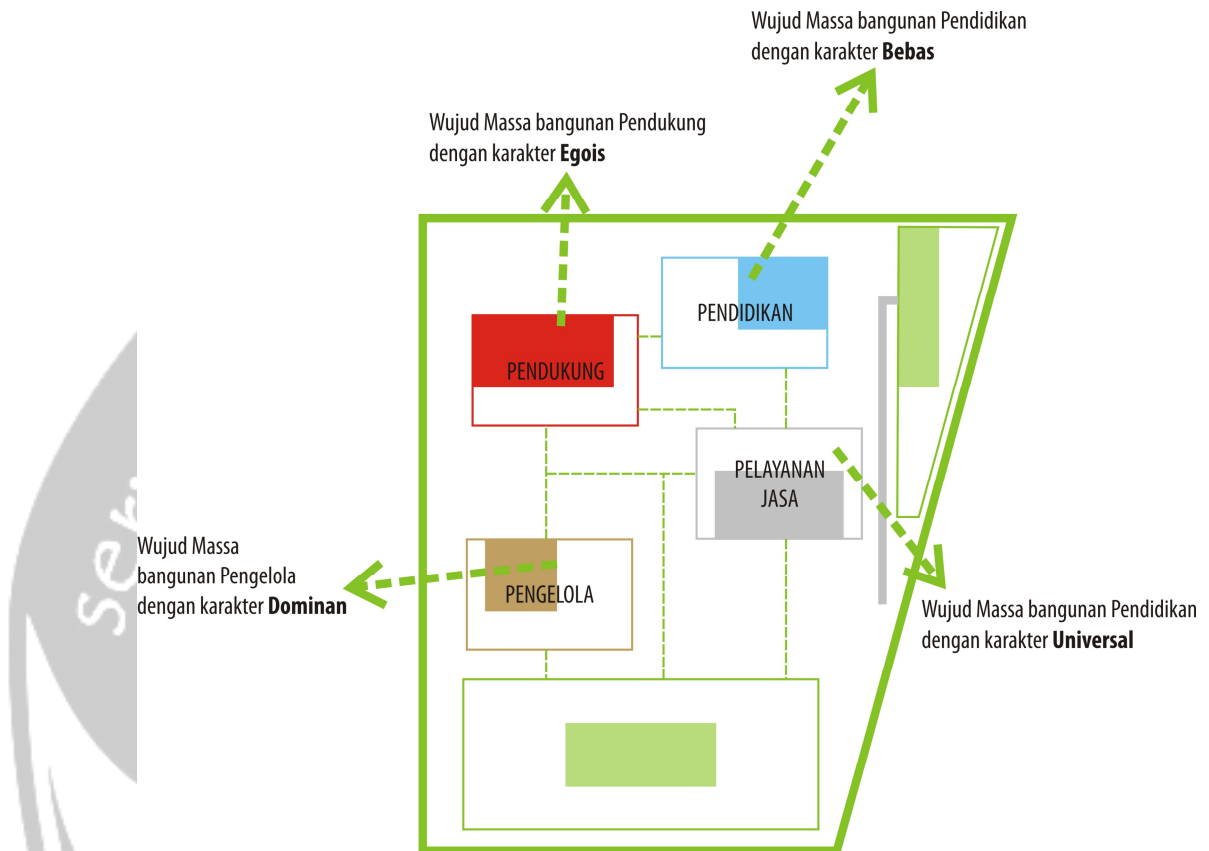 Wujud Massa bangunan Pendidikan
dengan karakter Bebas
Wujud Massa bangunan Pendukung
dengan karakter Egois
PENDIDIKAN
PENDUKUNG
PELAYANAN
JASA
Wujud Massa
bangunan Pengelola
dengan karakter Dominan
PENGELOLA
Wujud Massa bangunan Pendidikan
dengan karakter Universal